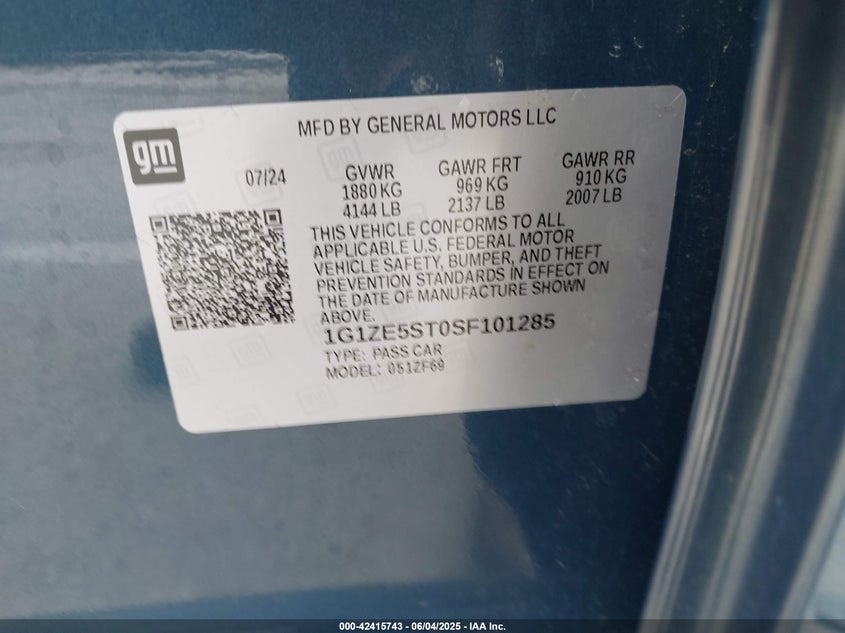 MFD BY GENERAL MOTORS LLC
gm
07/24
GVWR
1880 KG
4144 LB
GAWR FRT
969 KG
2137 LB
GAWR RR
910 KG
2007 LB
THIS VEHICLE CONFORMS TO ALL
APPLICABLE U.S. FEDERAL MOTOR
VEHICLE SAFETY, BUMPER, AND THEFT
PREVENTION STANDARDS IN EFFECT ON
THE DATE OF MANUFACTURE SHOWN
ABOVE.
1G1ZE5ST0SF101285
TYPE: PASS CAR
MODEL: 051ZF69
000-42415743 - 06/04/2025 - IAA Inc.